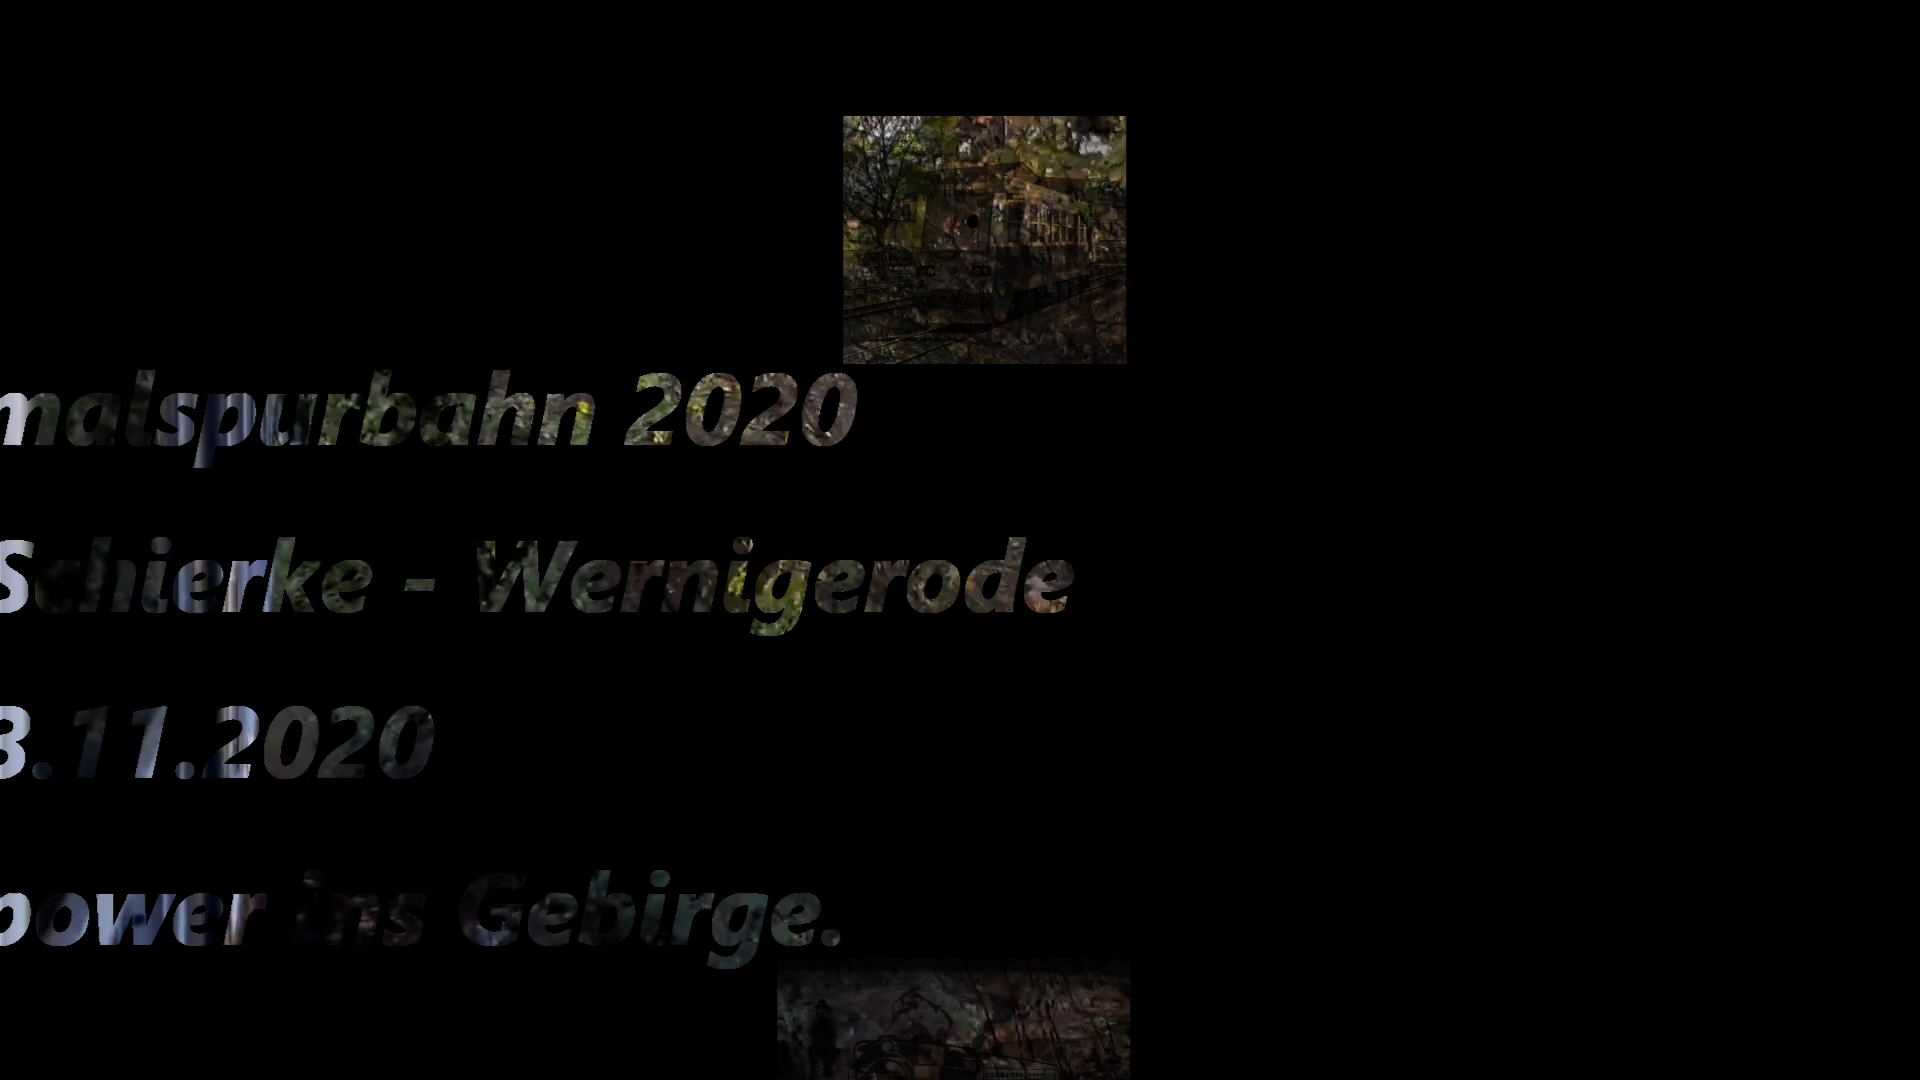 malspurbahn 2020
Schierke - Wernigerode
3.11.2020
power ins Gebirge.